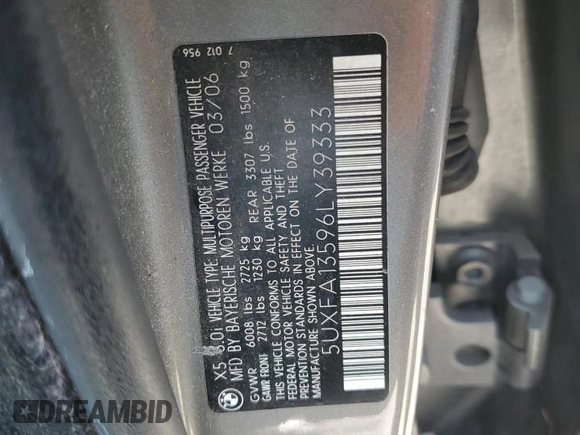 7 012 956
X5 3.0i VEHICLE TYPE: MULTIPURPOSE PASSENGER VEHICLE
MFD BY BAYERISCHE MOTOREN WERKE 03/06
GVWR 6008 lbs 2725 kg
GAWR FRONT 2712 lbs 1230 kg REAR 3307 lbs 1500 kg
THIS VEHICLE CONFORMS TO ALL APPLICABLE U.S.
FEDERAL MOTOR VEHICLE SAFETY AND THEFT
PREVENTION STANDARDS IN EFFECT ON THE DATE OF
MANUFACTURE SHOWN ABOVE.
5UXFA13596LY39333
DREAMBID